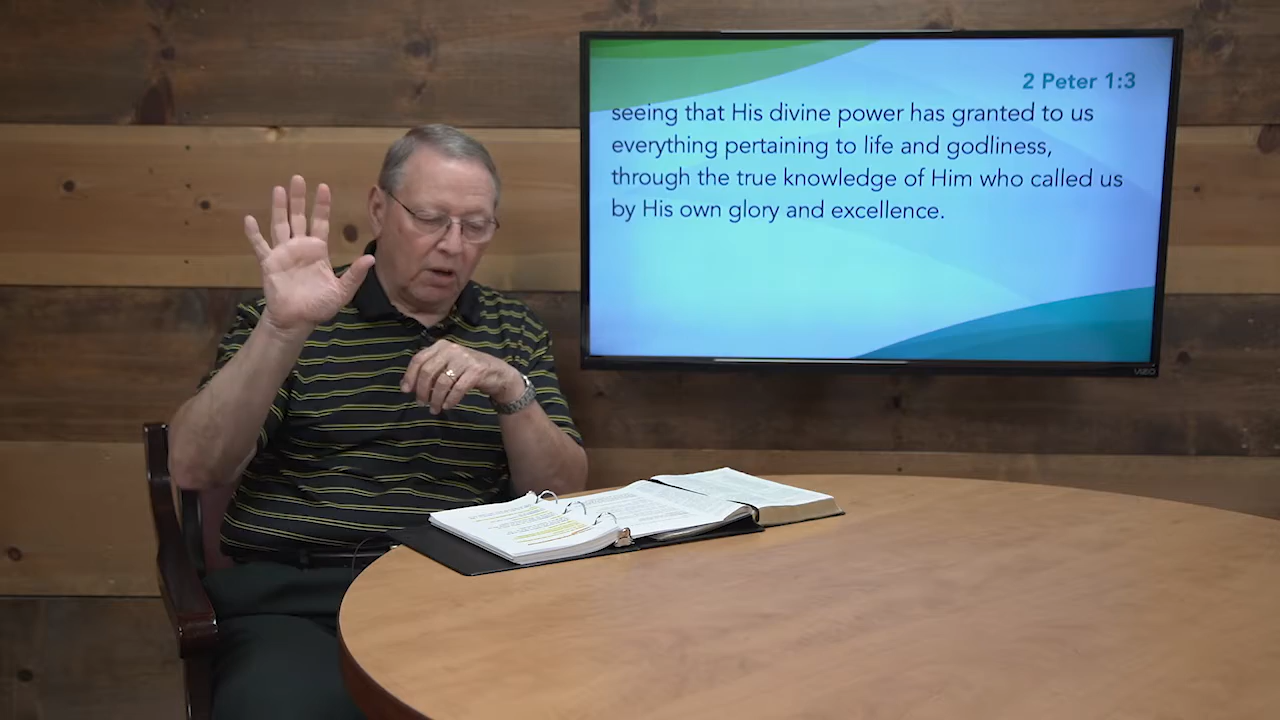 2 Peter 1:3
seeing that His divine power has granted to us
everything pertaining to life and godliness,
through the true knowledge of Him who called us
by His own glory and excellence.
VIZIO